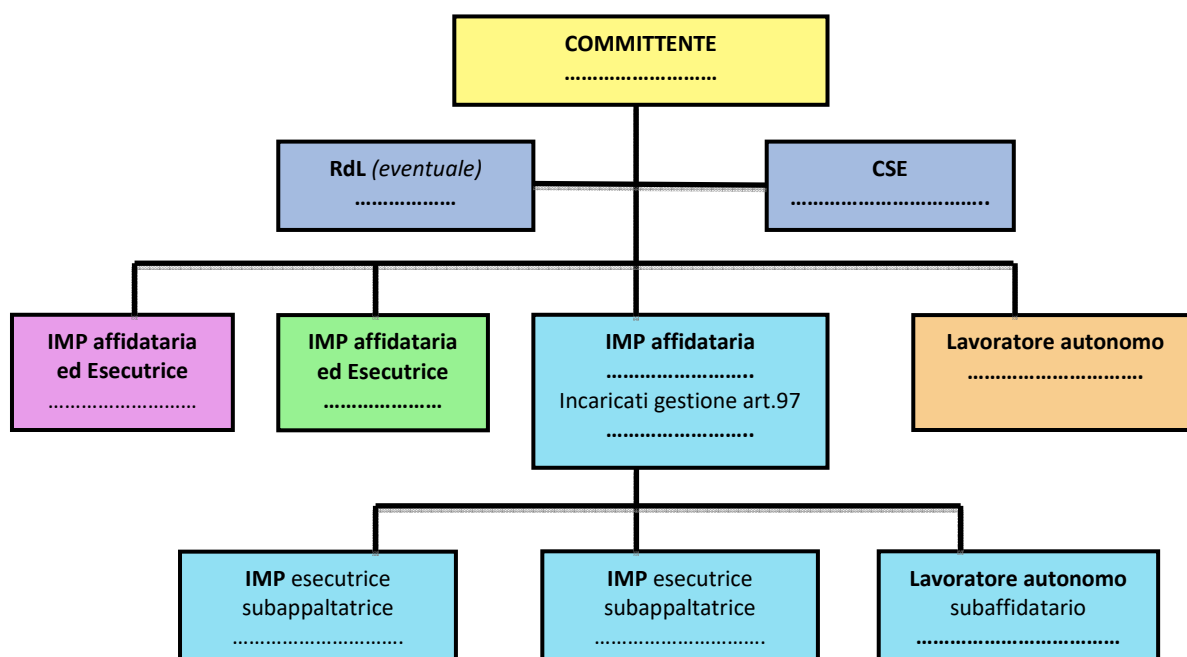 COMMITTENTE
……………………
RdL (eventuale)
………………
CSE
……………………………..
IMP affidataria
ed Esecutrice
………………………
IMP affidataria
ed Esecutrice
…………………
IMP affidataria
……………………..
Incaricati gestione art.97
……………………..
Lavoratore autonomo
………………………….
IMP esecutrice
subappaltatrice
………………………….
IMP esecutrice
subappaltatrice
………………………….
Lavoratore autonomo
subaffidatario
………………………………